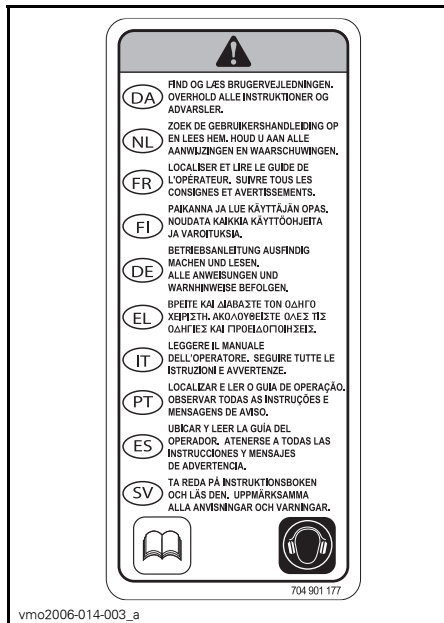 DA
FIND OG LÆS BRUGERVEJLEDNINGEN.
OVERHOLD ALLE INSTRUKTIONER OG
ADVARSLER.
NL
ZOEK DE GEBRUIKERSHANDLEIDING OP
EN LEES HEM. HOUD U AAN ALLE
AANWIJZINGEN EN WAARSCHUWINGEN.
FR
LOCALISER ET LIRE LE GUIDE DE
L'OPÉRATEUR. SUIVRE TOUS LES
CONSIGNES ET AVERTISSEMENTS.
FI
PAIKANNA JA LUE KÄYTTÄJÄN OPAS.
NOUDATA KAIKKIA KÄYTTÖOHJEITA
JA VAROITUKSIA.
DE
BETRIEBSANLEITUNG AUSFINDIG
MACHEN UND LESEN.
ALLE ANWEISUNGEN UND
WARNHINWEISE BEFOLGEN.
EL
ΒΡΕΙΤΕ ΚΑΙ ΔΙΑΒΑΣΤΕ ΤΟΝ ΟΔΗΓΟ
ΧΕΙΡΙΣΤΗ. ΑΚΟΛΟΥΘΕΙΣΤΕ ΟΛΕΣ ΤΙΣ
ΟΔΗΓΙΕΣ ΚΑΙ ΠΡΟΕΙΔΟΠΟΙΗΣΕΙΣ.
IT
LEGGERE IL MANUALE
DELL'OPERATORE. SEGUIRE TUTTE LE
ISTRUZIONI E AVVERTENZE.
PT
LOCALIZAR E LER O GUIA DE OPERAÇÃO.
OBSERVAR TODAS AS INSTRUÇÕES E
MENSAGENS DE AVISO.
ES
UBICAR Y LEER LA GUÍA DEL
OPERADOR. ATENERSE A TODAS LAS
INSTRUCCIONES Y MENSAJES
DE ADVERTENCIA.
SV
TA REDA PÅ INSTRUKTIONSBOKEN
OCH LÄS DEN. UPPMÄRKSAMMA
ALLA ANVISNINGAR OCH VARNINGAR.
704 901 177
vmo2006-014-003_a